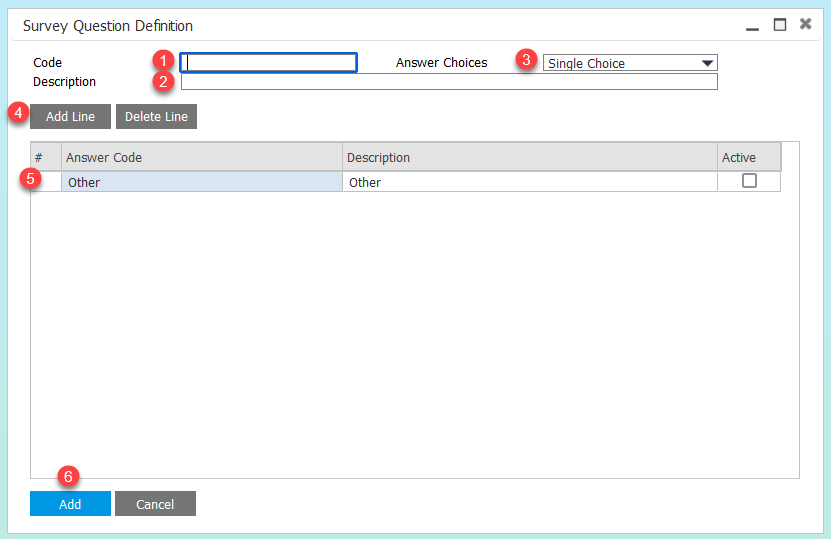 Survey Question Definition
Code 1 Answer Choices 3 Single Choice
Description 2
4 Add Line Delete Line
# Answer Code Description Active
5 Other Other
6
Add Cancel